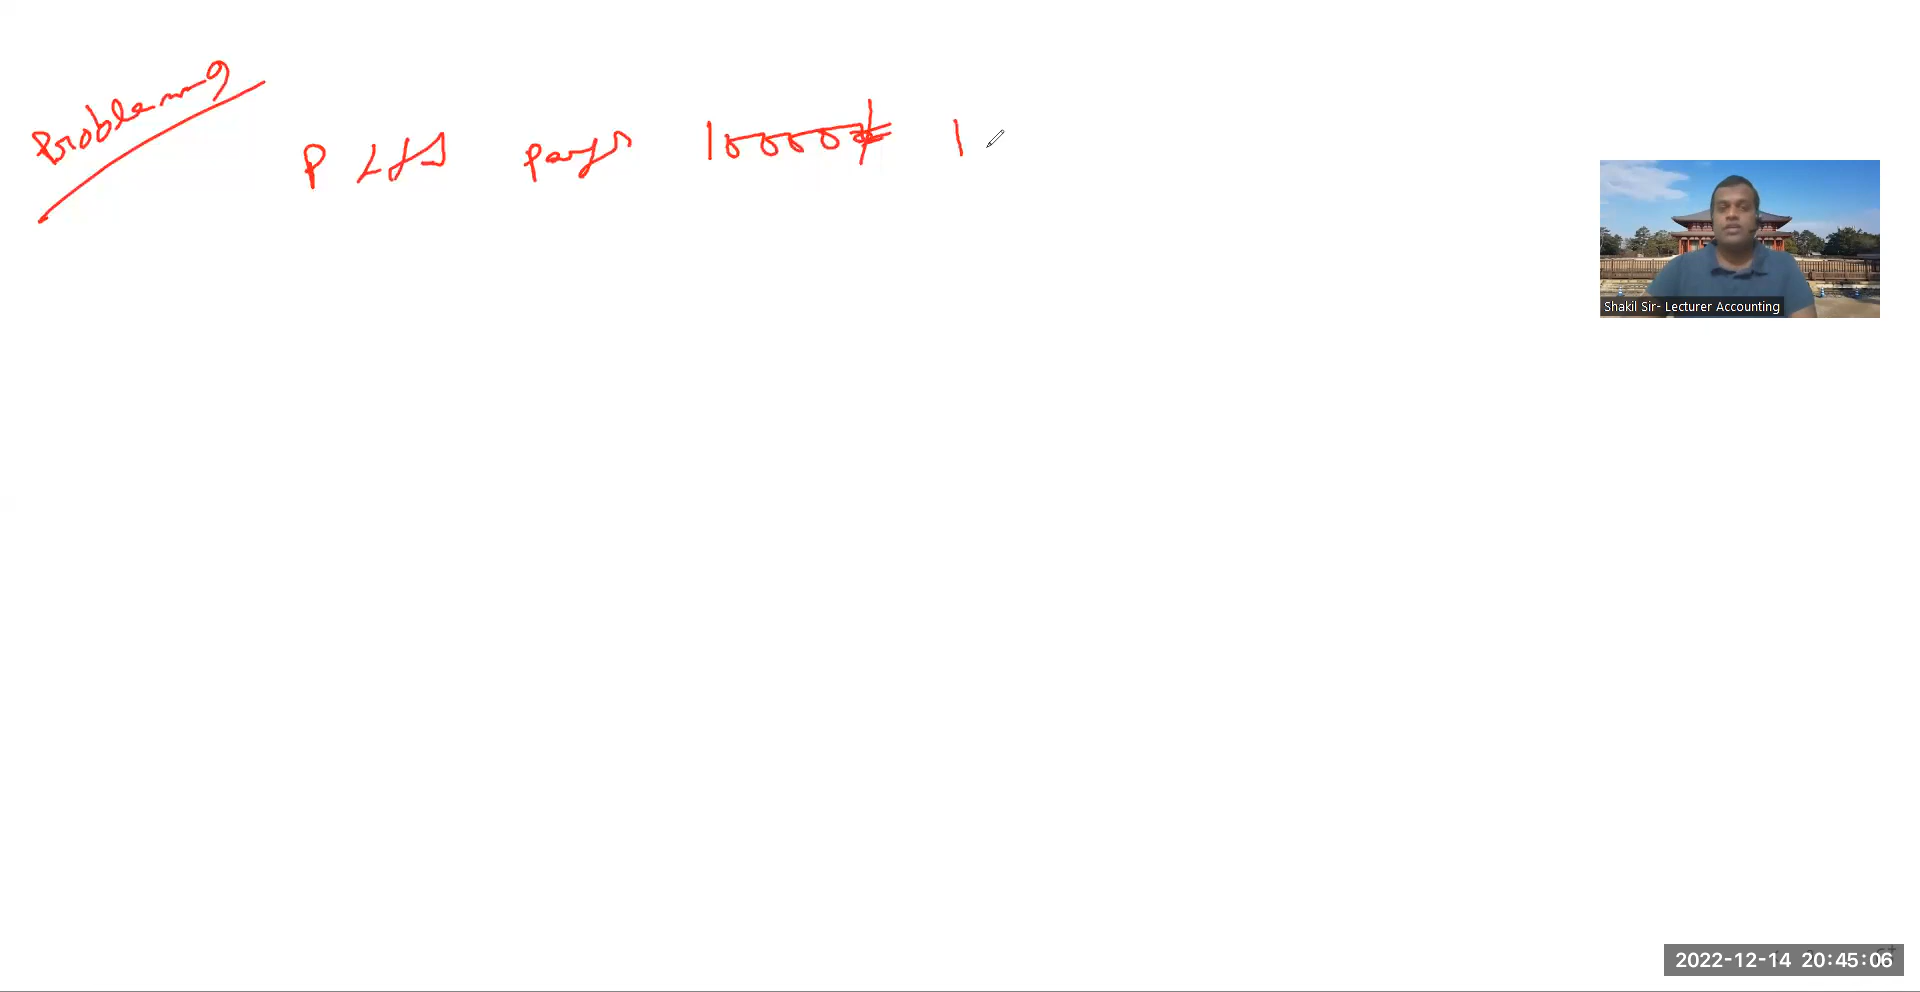 Problem 9
P Ltd pays 10000 1
Shakil Sir- Lecturer Accounting
2022-12-14 20:45:06